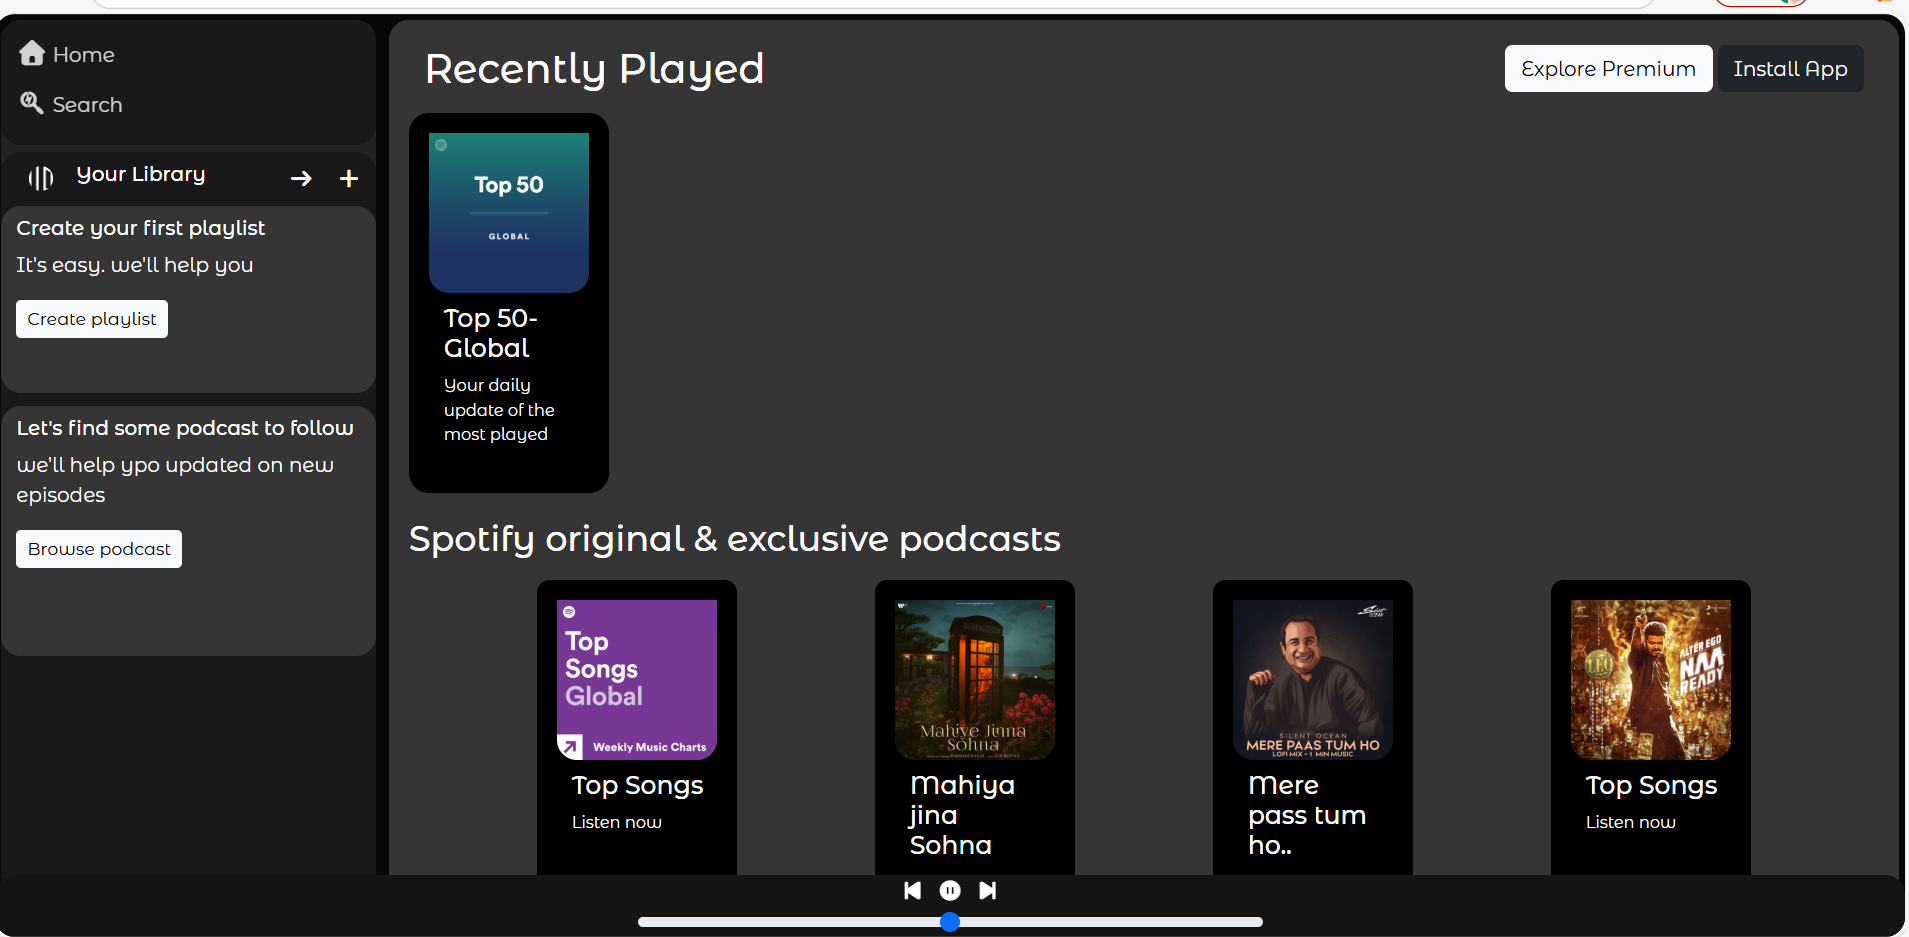 Home
Search
Your Library
Create your first playlist
It's easy. we'll help you
Create playlist
Let's find some podcast to follow
we'll help ypo updated on new
episodes
Browse podcast
Recently Played
Explore Premium
Install App
Top 50
GLOBAL
Top 50-
Global
Your daily
update of the
most played
Spotify original & exclusive podcasts
Top
Songs
Global
Weekly Music Charts
Top Songs
Listen now
Mahiye Jinna
Sohna
Mahiya
jina
Sohna
SILENT OCEAN
MERE PAAS TUM HO
LOFI MIX - 1 MIN MUSIC
Mere
pass tum
ho..
ALTER EGO
NAA
READY
LEO
Top Songs
Listen now